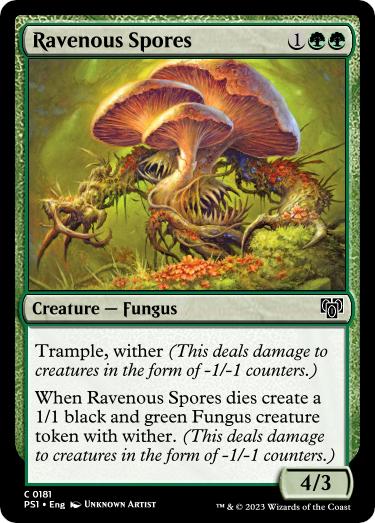 Ravenous Spores 1
Creature — Fungus
Trample, wither (This deals damage to
creatures in the form of -1/-1 counters.)
When Ravenous Spores dies create a
1/1 black and green Fungus creature
token with wither. (This deals damage
to creatures in the form of -1/-1 counters.)
4/3
C 0181
PS1 • Eng Unknown Artist
™ & © 2023 Wizards of the Coast